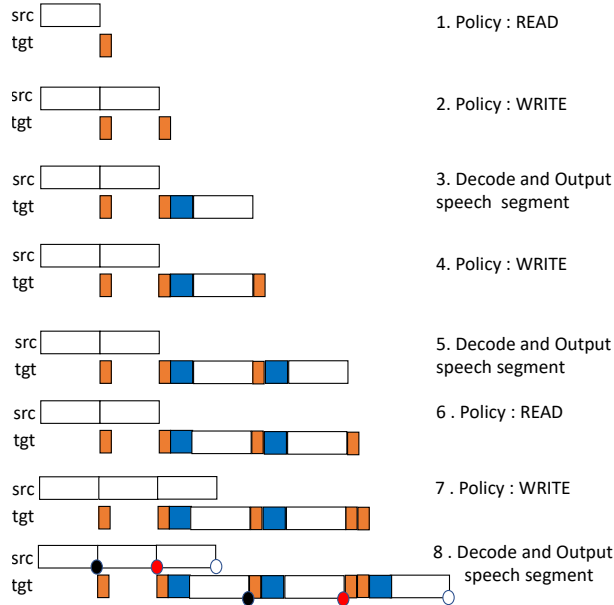 src
tgt
1. Policy : READ
src
tgt
2. Policy : WRITE
src
tgt
3. Decode and Output
speech segment
src
tgt
4. Policy : WRITE
src
tgt
5. Decode and Output
speech segment
src
tgt
6 . Policy : READ
src
tgt
7 . Policy : WRITE
src
tgt
8 . Decode and Output
speech segment